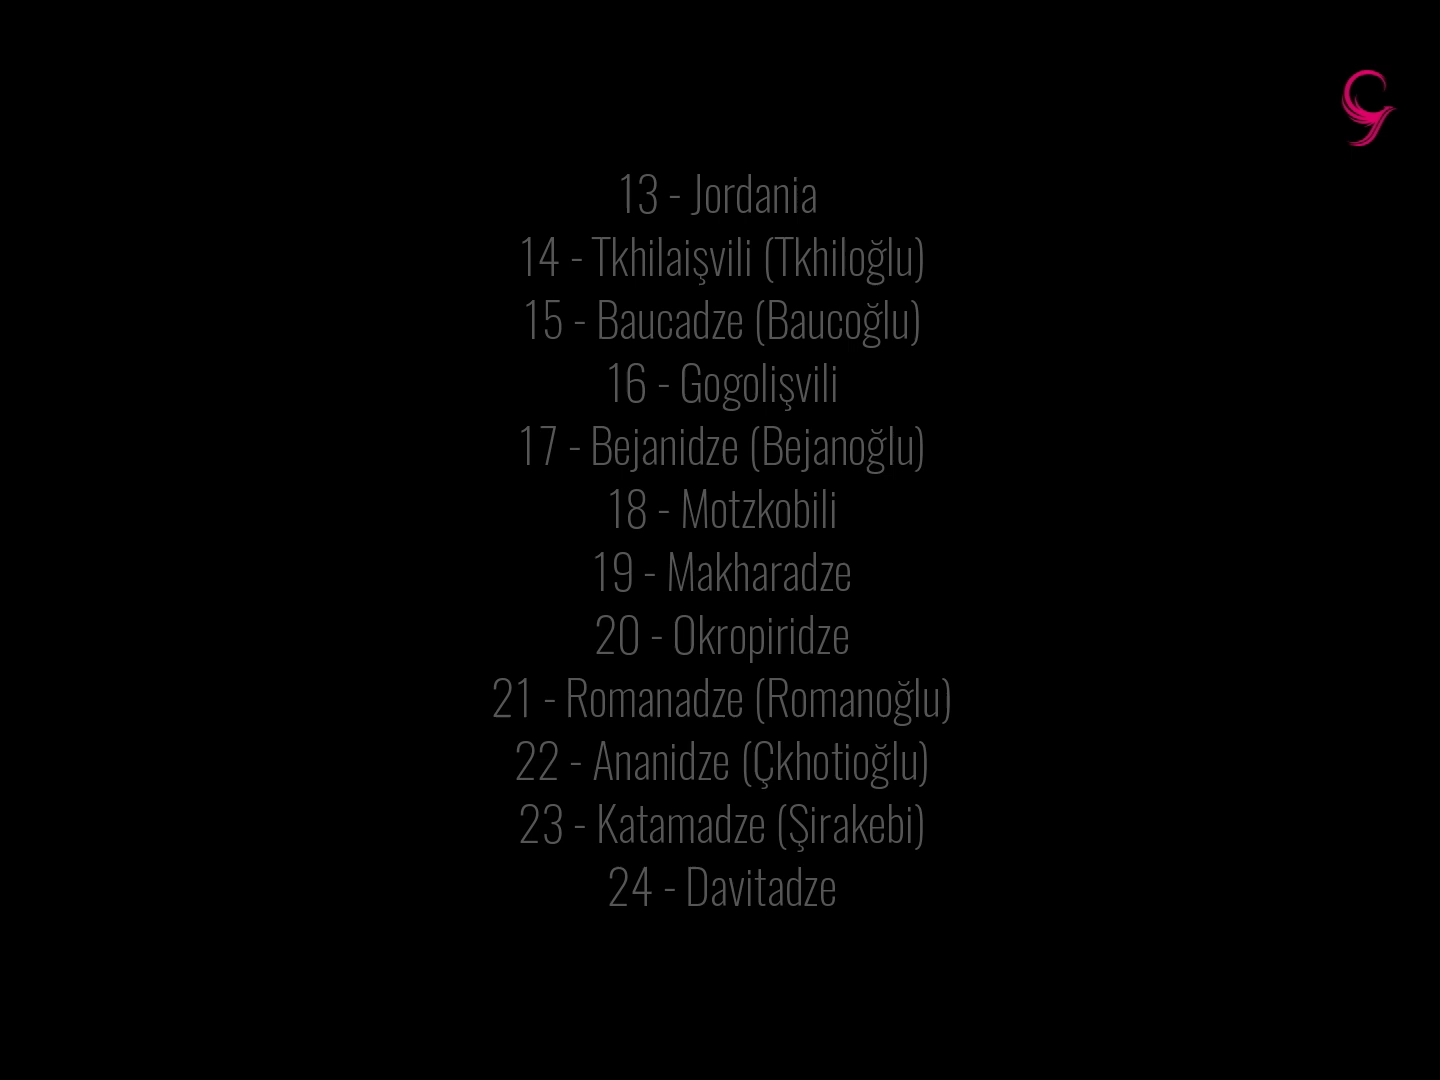 13 - Jordania
14 - Tkhilaişvili (Tkhiloğlu)
15 - Baucadze (Baucoğlu)
16 - Gogolişvili
17 - Bejanidze (Bejanoğlu)
18 - Motzkobili
19 - Makharadze
20 - Okropiridze
21 - Romanadze (Romanoğlu)
22 - Ananidze (Çkhotioğlu)
23 - Katamadze (Şirakebi)
24 - Davitadze